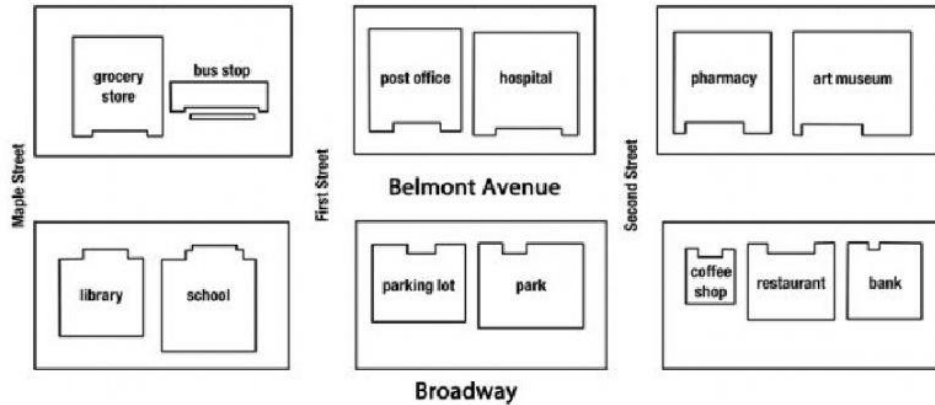 grocery
store
bus stop
post office
hospital
pharmacy
art museum
Maple Street
First Street
Second Street
Belmont Avenue
library
school
parking lot
park
coffee
shop
restaurant
bank
Broadway